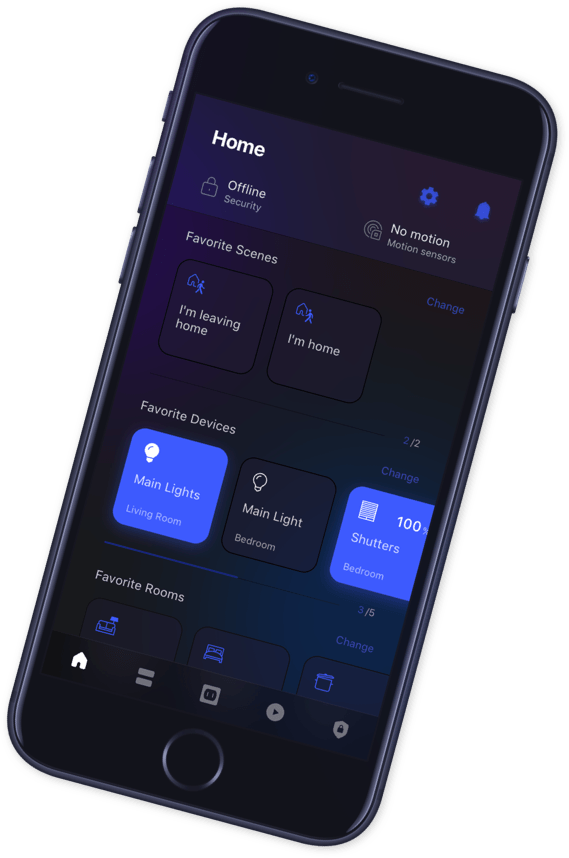 Home
Offline
Security
No motion
Motion sensors
Favorite Scenes
Change
I'm leaving
home
I'm home
2/2
Favorite Devices
Change
Main Lights
Living Room
Main Light
Bedroom
100%
Shutters
Bedroom
3/5
Favorite Rooms
Change